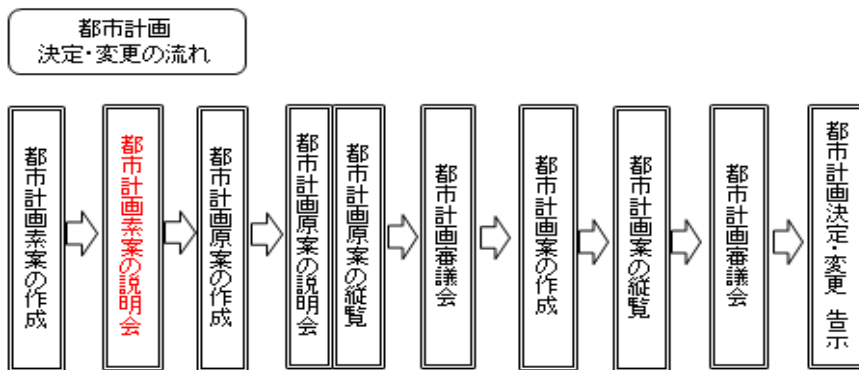 都市計画
決定・変更の流れ
都市計画素案の作成
都市計画素案の説明会
都市計画原案の作成
都市計画原案の説明会
都市計画原案の縦覧
都市計画審議会
都市計画案の作成
都市計画案の縦覧
都市計画審議会
都市計画決定・変更 告示